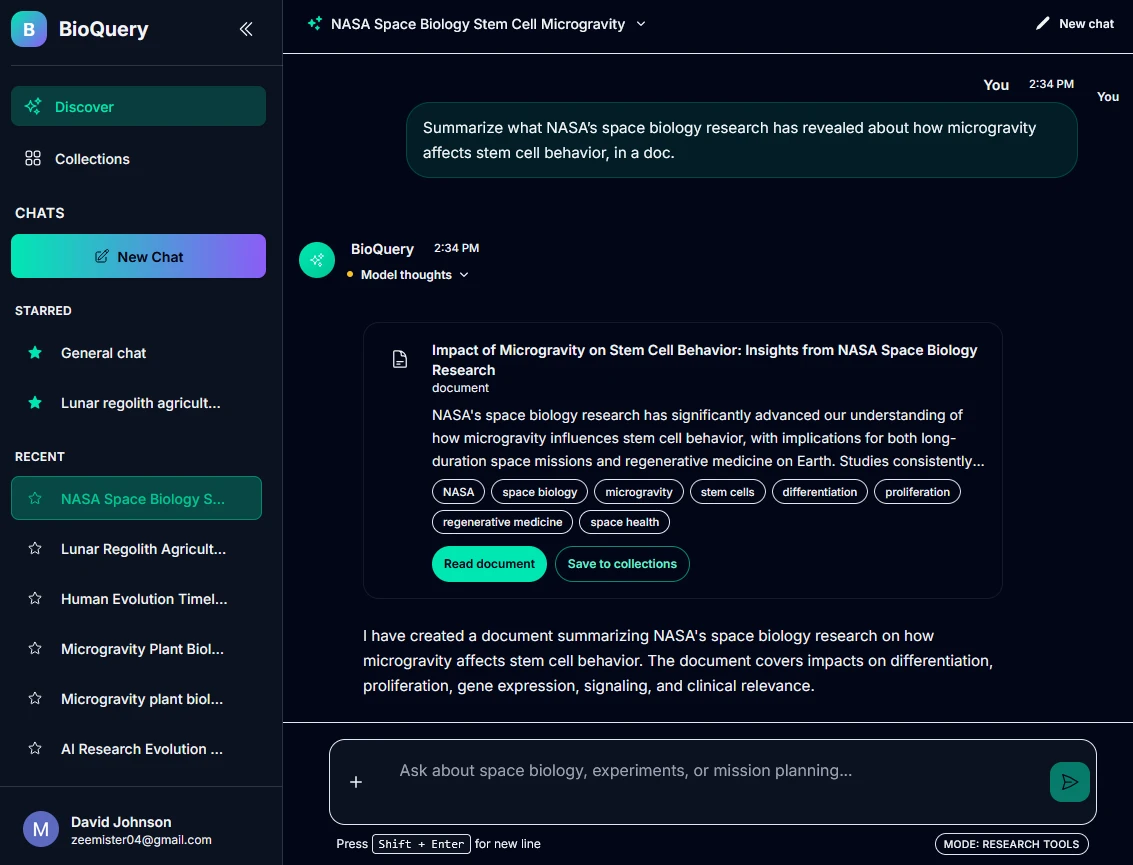 B BioQuery
Discover
Collections
CHATS
New Chat
STARRED
General chat
Lunar regolith agricult...
RECENT
NASA Space Biology S...
Lunar Regolith Agricult...
Human Evolution Timel...
Microgravity Plant Biol...
Microgravity plant biol...
AI Research Evolution ...
M
David Johnson
zeemister04@gmail.com
NASA Space Biology Stem Cell Microgravity
New chat
You 2:34 PM
You
Summarize what NASA's space biology research has revealed about how microgravity
affects stem cell behavior, in a doc.
BioQuery 2:34 PM
Model thoughts
Impact of Microgravity on Stem Cell Behavior: Insights from NASA Space Biology
Research
document
NASA's space biology research has significantly advanced our understanding of
how microgravity influences stem cell behavior, with implications for both long-
duration space missions and regenerative medicine on Earth. Studies consistently...
NASA space biology microgravity stem cells differentiation proliferation
regenerative medicine space health
Read document Save to collections
I have created a document summarizing NASA's space biology research on how
microgravity affects stem cell behavior. The document covers impacts on differentiation,
proliferation, gene expression, signaling, and clinical relevance.
Ask about space biology, experiments, or mission planning...
Press Shift + Enter for new line
MODE: RESEARCH TOOLS